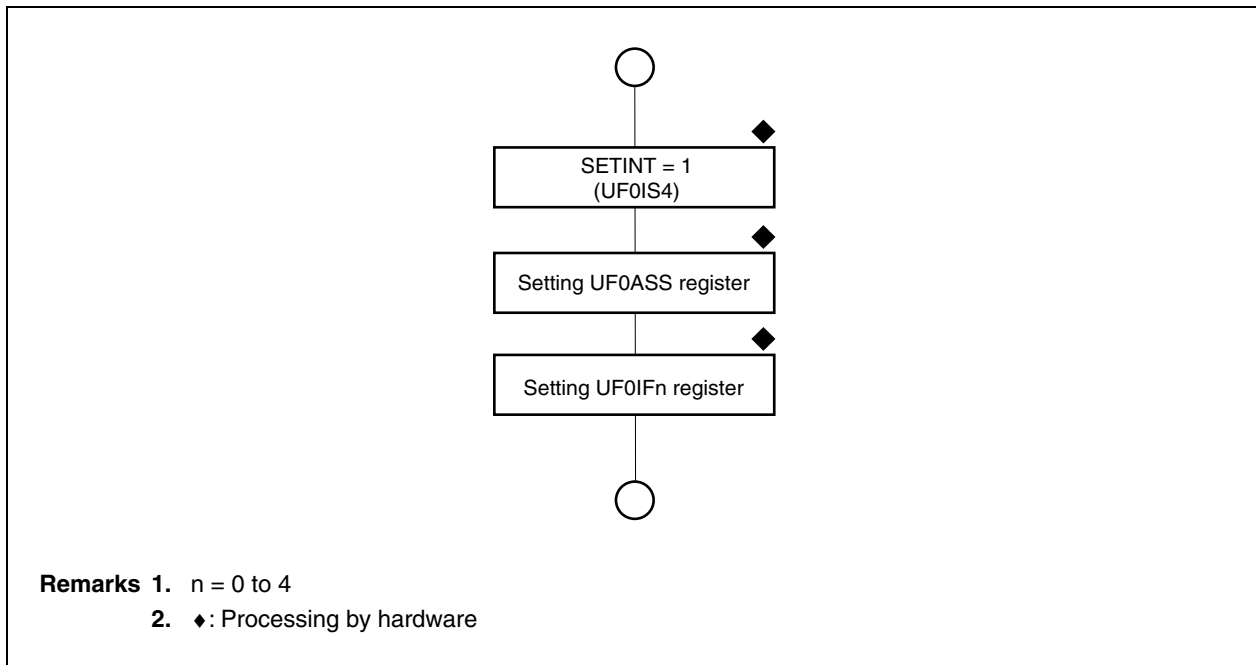 SETINT = 1
(UF0IS4)
Setting UF0ASS register
Setting UF0IFn register
Remarks 1. n = 0 to 4
2. ♦: Processing by hardware